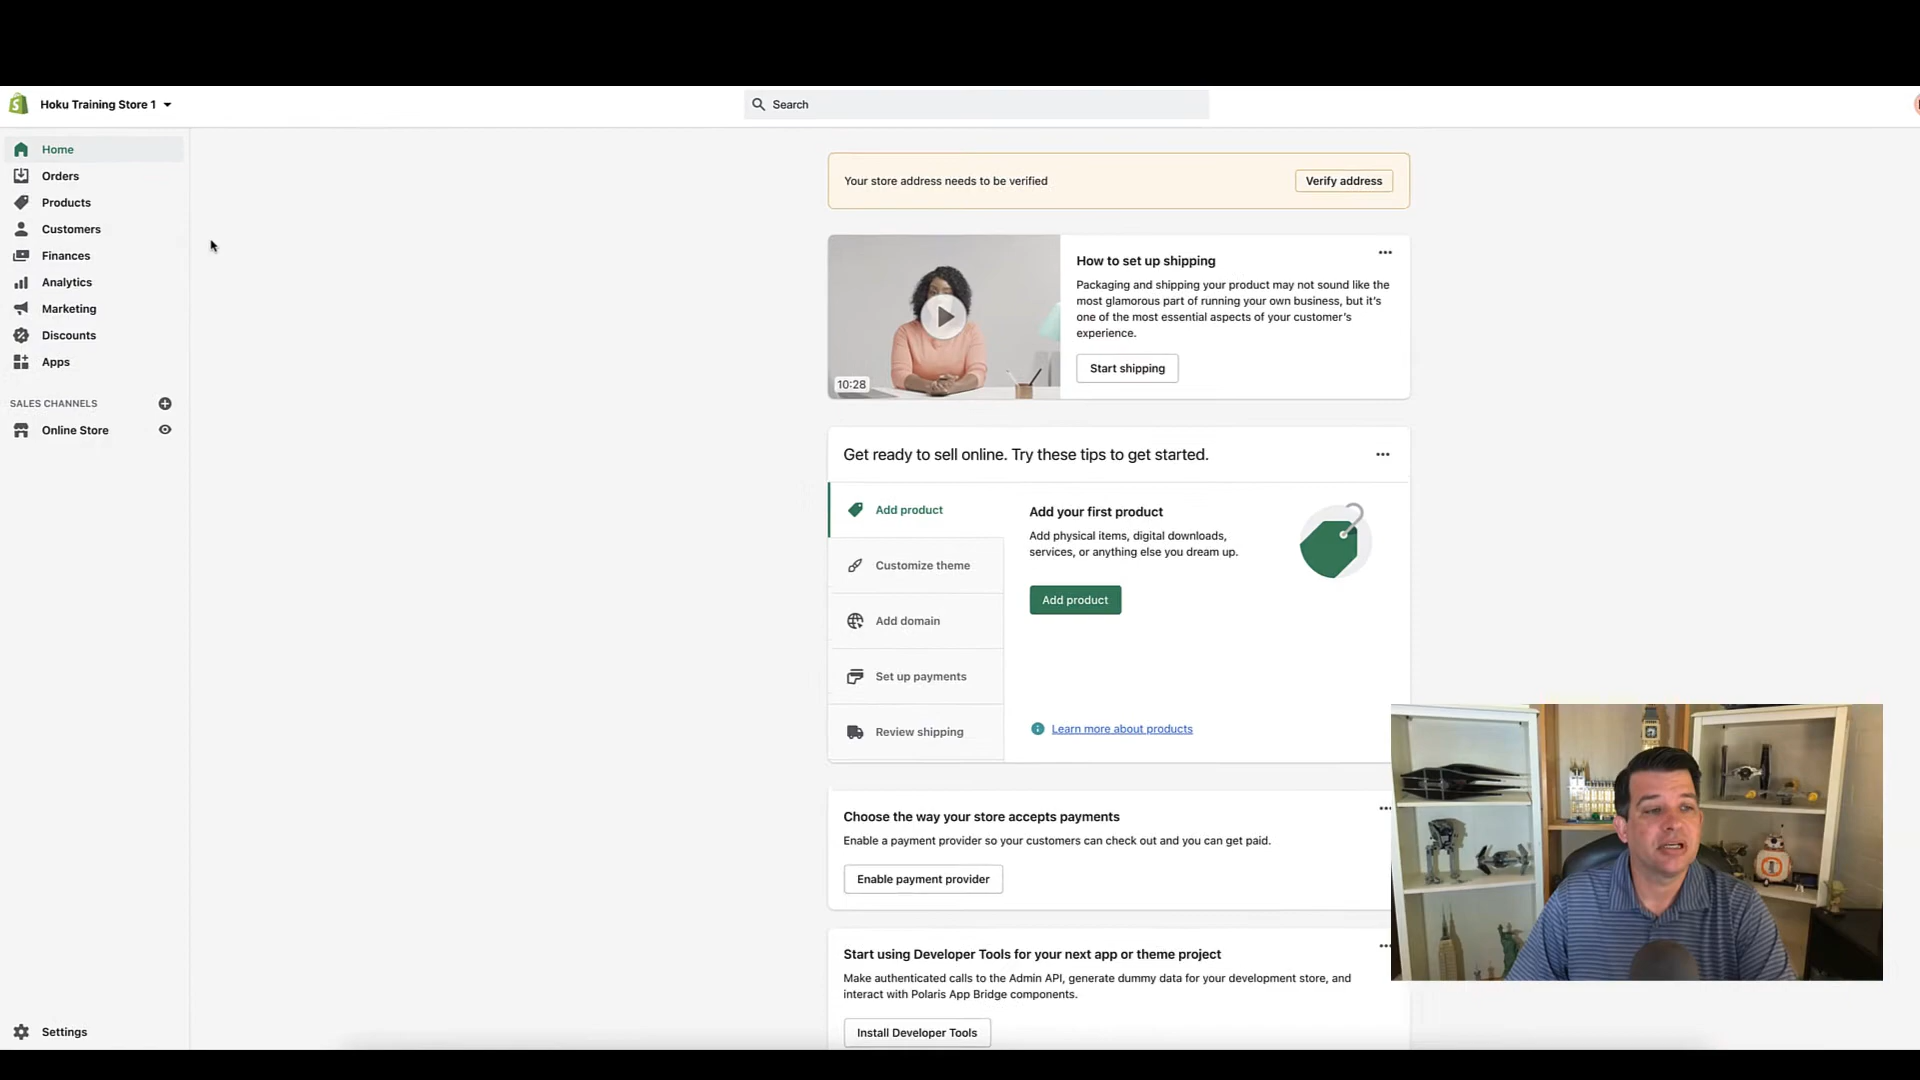 Hoku Training Store 1
Search
Home
Orders
Products
Customers
Finances
Analytics
Marketing
Discounts
Apps
SALES CHANNELS
Online Store
Settings
Your store address needs to be verified
Verify address
10:28
How to set up shipping
Packaging and shipping your product may not sound like the
most glamorous part of running your own business, but it's
one of the most essential aspects of your customer's
experience.
Start shipping
Get ready to sell online. Try these tips to get started.
Add product
Customize theme
Add domain
Set up payments
Review shipping
Add your first product
Add physical items, digital downloads,
services, or anything else you dream up.
Add product
Learn more about products
Choose the way your store accepts payments
Enable a payment provider so your customers can check out and you can get paid.
Enable payment provider
Start using Developer Tools for your next app or theme project
Make authenticated calls to the Admin API, generate dummy data for your development store, and
interact with Polaris App Bridge components.
Install Developer Tools